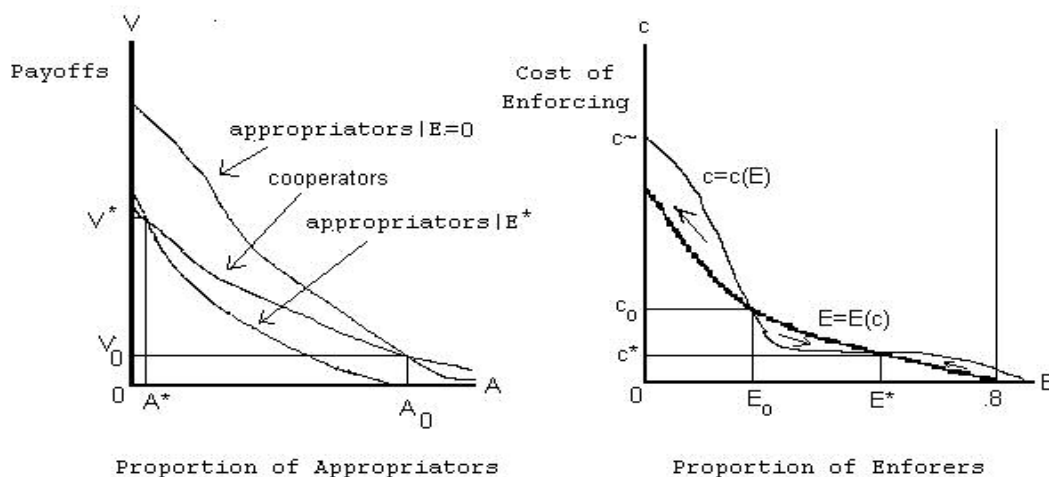 V
Payoffs
appropriators|E=0
cooperators
appropriators|E*
V*
V0
0
A*
A0
A
Proportion of Appropriators
c
Cost of
Enforcing
c~
c=c(E)
c0
E=E(c)
c*
0
E0
E*
.8
E
Proportion of Enforers